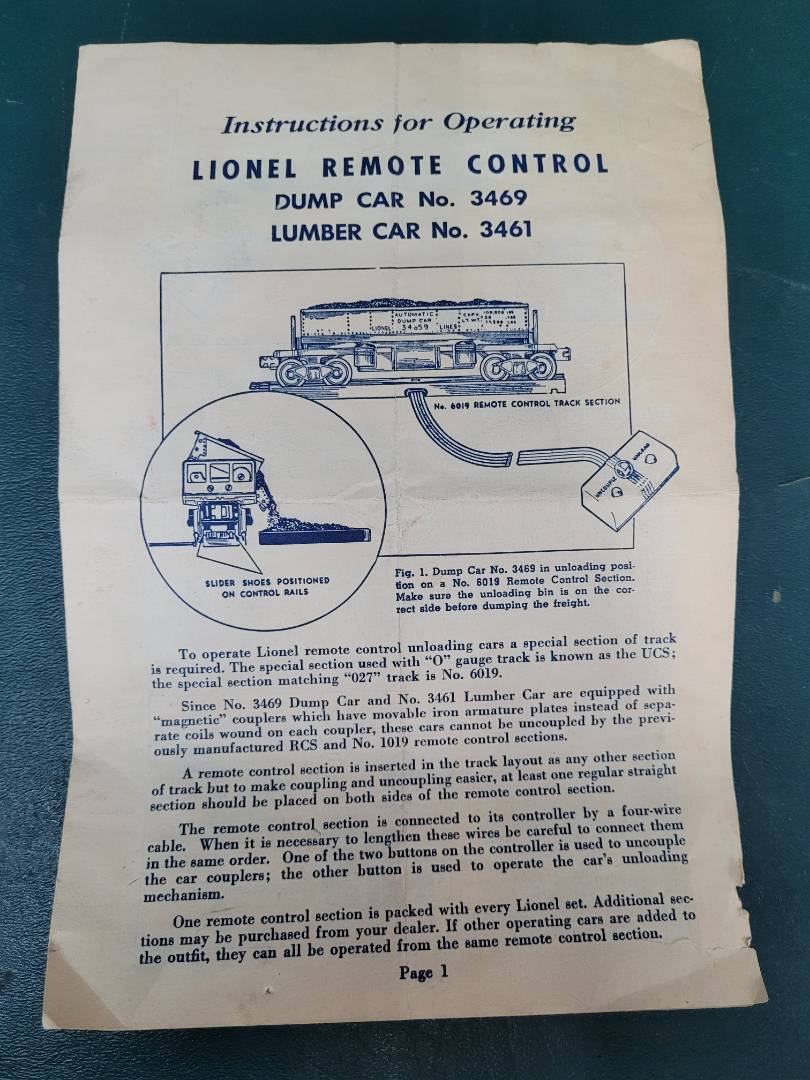 Instructions for Operating
LIONEL REMOTE CONTROL
DUMP CAR No. 3469
LUMBER CAR No. 3461
AUTOMATIC
DUMP CAR
LIONEL 34659 LINES
CAPY. 100,000 LBS
LT WT.
No. 6019 REMOTE CONTROL TRACK SECTION
UNCOUPLE
UNLOAD
SLIDER SHOES POSITIONED
ON CONTROL RAILS
Fig. 1. Dump Car No. 3469 in unloading posi-
tion on a No. 6019 Remote Control Section.
Make sure the unloading bin is on the cor-
rect side before dumping the freight.
To operate Lionel remote control unloading cars a special section of track
is required. The special section used with "O" gauge track is known as the UCS;
the special section matching "027" track is No. 6019.
Since No. 3469 Dump Car and No. 3461 Lumber Car are equipped with
"magnetic" couplers which have movable iron armature plates instead of sepa-
rate coils wound on each coupler, these cars cannot be uncoupled by the previ-
ously manufactured RCS and No. 1019 remote control sections.
A remote control section is inserted in the track layout as any other section
of track but to make coupling and uncoupling easier, at least one regular straight
section should be placed on both sides of the remote control section.
The remote control section is connected to its controller by a four-wire
cable. When it is necessary to lengthen these wires be careful to connect them
in the same order. One of the two buttons on the controller is used to uncouple
the car couplers; the other button is used to operate the car's unloading
mechanism.
One remote control section is packed with every Lionel set. Additional sec-
tions may be purchased from your dealer. If other operating cars are added to
the outfit, they can all be operated from the same remote control section.
Page 1